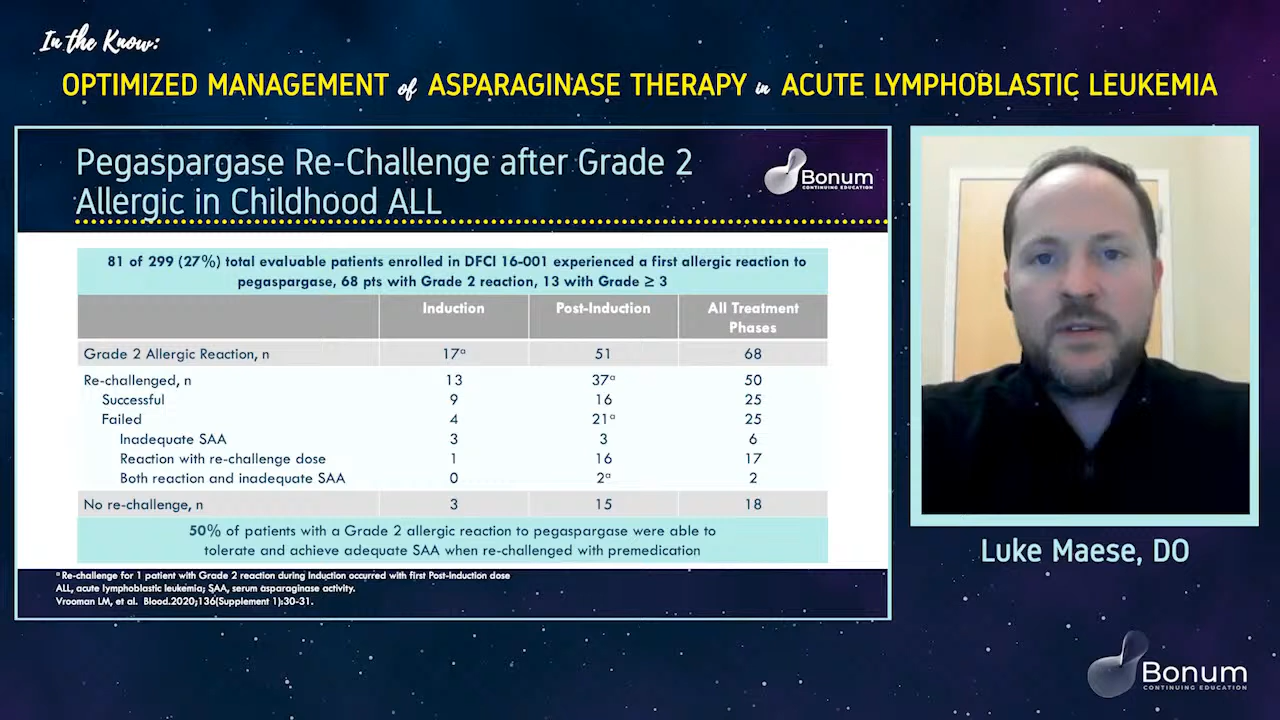 In the Know:
OPTIMIZED MANAGEMENT of ASPARAGINASE THERAPY in ACUTE LYMPHOBLASTIC LEUKEMIA
Pegaspargase Re-Challenge after Grade 2
Allergic in Childhood ALL
Bonum
CONTINUING EDUCATION
81 of 299 (27%) total evaluable patients enrolled in DFCI 16-001 experienced a first allergic reaction to
pegaspargase, 68 pts with Grade 2 reaction, 13 with Grade ≥ 3
Induction Post-Induction All Treatment
Phases
Grade 2 Allergic Reaction, n 17ᵃ 51 68
Re-challenged, n 13 37ᵃ 50
Successful 9 16 25
Failed 4 21ᵃ 25
Inadequate SAA 3 3 6
Reaction with re-challenge dose 1 16 17
Both reaction and inadequate SAA 0 2ᵃ 2
No re-challenge, n 3 15 18
50% of patients with a Grade 2 allergic reaction to pegaspargase were able to
tolerate and achieve adequate SAA when re-challenged with premedication
ᵃ Re-challenge for 1 patient with Grade 2 reaction during Induction occurred with first Post-Induction dose
ALL, acute lymphoblastic leukemia; SAA, serum asparaginase activity.
Vrooman LM, et al. Blood.2020;136(Supplement 1):30-31.
Luke Maese, DO
Bonum
CONTINUING EDUCATION